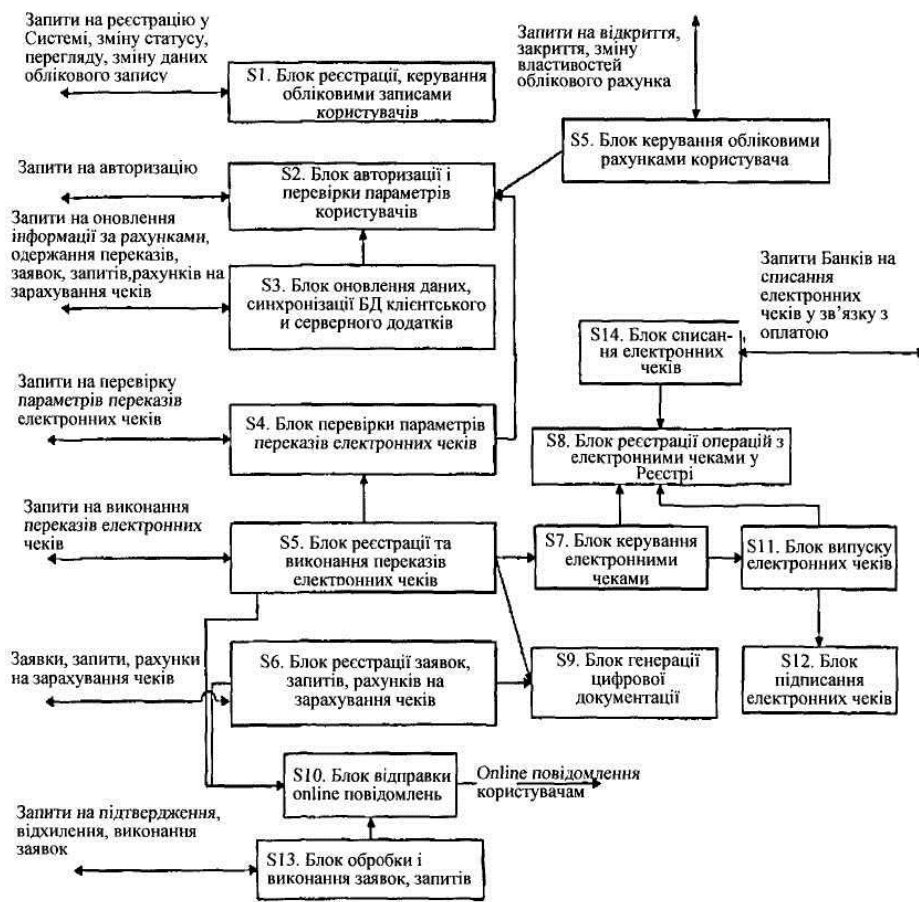 Запити на реєстрацію у
Системі, зміну статусу,
перегляду, зміну даних
облікового запису
S1. Блок реєстрації, керування
обліковими записами
користувачів
Запити на відкриття,
закриття, зміну
властивостей
облікового рахунка
S5. Блок керування обліковими
рахунками користувача
Запити на авторизацію
S2. Блок авторизації і
перевірки параметрів
користувачів
Запити на оновлення
інформації за рахунками,
одержання переказів,
заявок, запитів,рахунків на
зарахування чеків
S3. Блок оновлення даних,
синхронізації БД клієнтського
и серверного додатків
Запити Банків на
списання
електронних
чеків у зв’язку з
оплатою
S14. Блок списан-
ня електронних
чеків
Запити на перевірку
параметрів переказів
електронних чеків
S4. Блок перевірки параметрів
переказів електронних чеків
S8. Блок реєстрації операцій з
електронними чеками у
Реєстрі
Запити на виконання
переказів електронних
чеків
S5. Блок реєстрації та
виконання переказів
електронних чеків
S7. Блок керування
електронними
чеками
S11. Блок випуску
електронних чеків
Заявки, запити, рахунки
на зарахування чеків
S6. Блок реєстрації заявок,
запитів, рахунків на
зарахування чеків
S9. Блок генерації
цифрової
документації
S12. Блок
підписання
електронних чеків
S10. Блок відправки
online повідомлень
Online повідомлення
користувачам
Запити на підтвердження,
відхилення, виконання
заявок
S13. Блок обробки і
виконання заявок, запитів